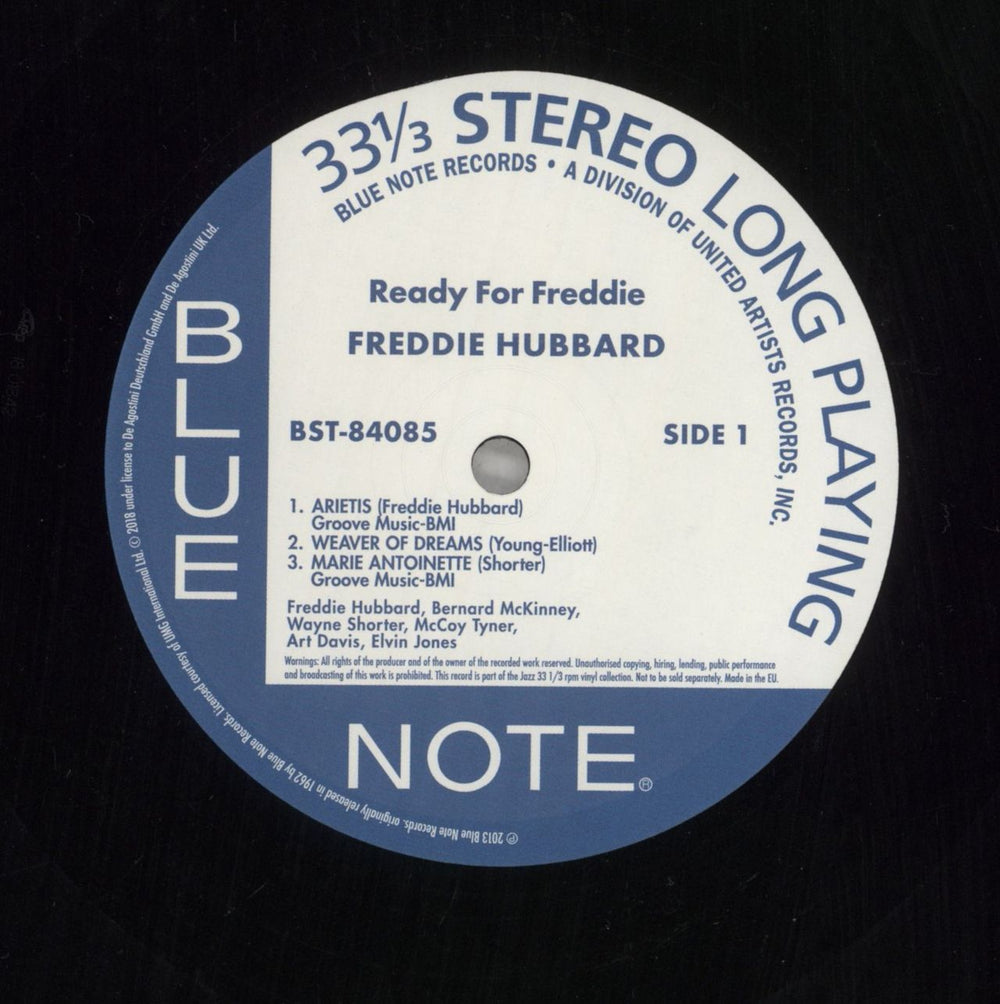 33⅓ STEREO LONG PLAYING
BLUE NOTE RECORDS • A DIVISION OF UNITED ARTISTS RECORDS, INC.
Ready For Freddie
FREDDIE HUBBARD
BST-84085
SIDE 1
1. ARIETIS (Freddie Hubbard)
Groove Music-BMI
2. WEAVER OF DREAMS (Young-Elliott)
3. MARIE ANTOINETTE (Shorter)
Groove Music-BMI
Freddie Hubbard, Bernard McKinney,
Wayne Shorter, McCoy Tyner,
Art Davis, Elvin Jones
Warnings: All rights of the producer and of the owner of the recorded work reserved. Unauthorised copying, hiring, lending, public performance
and broadcasting of this work is prohibited. This record is part of the Jazz 33 1/3 rpm vinyl collection. Not to be sold separately. Made in the EU.
BLUE
NOTE
℗ 2013 Blue Note Records. originally released in 1962 by Blue Note Records. Licensed courtesy of UMG International Ltd. © 2018 under license to De Agostini Deutschland GmbH and De Agostini UK Ltd.